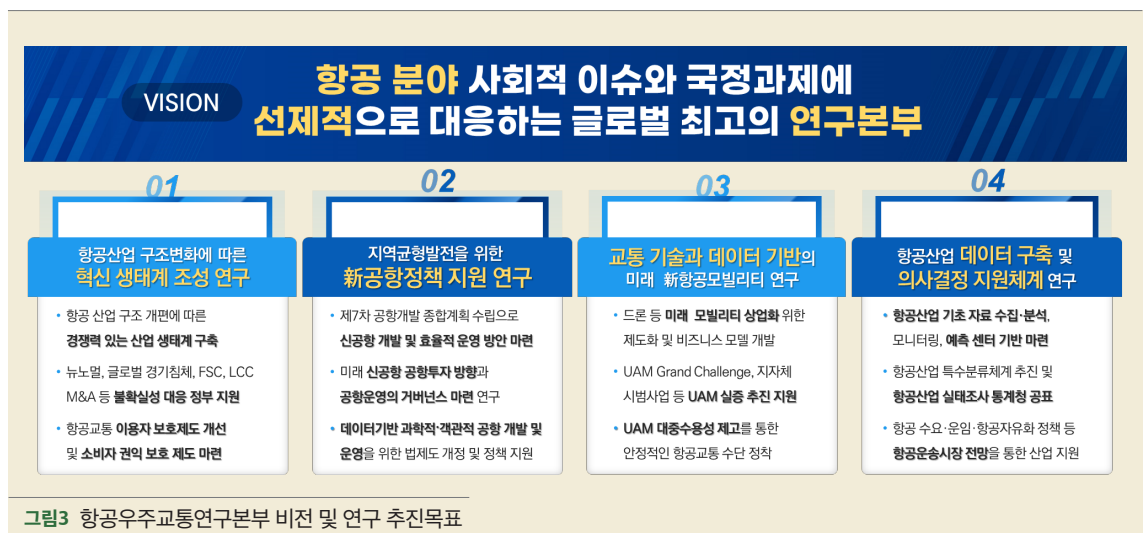 VISION
항공 분야 사회적 이슈와 국정과제에
선제적으로 대응하는 글로벌 최고의 연구본부
01
항공산업 구조변화에 따른
혁신 생태계 조성 연구
• 항공 산업 구조 개편에 따른
경쟁력 있는 산업 생태계 구축
• 뉴노멀, 글로벌 경기침체, FSC, LCC
M&A 등 불확실성 대응 정부 지원
• 항공교통 이용자 보호제도 개선
및 소비자 권익 보호 제도 마련
02
지역균형발전을 위한
新공항정책 지원 연구
• 제7차 공항개발 종합계획 수립으로
신공항 개발 및 효율적 운영 방안 마련
• 미래 신공항 공항투자 방향과
공항운영의 거버넌스 마련 연구
• 데이터기반 과학적·객관적 공항 개발 및
운영을 위한 법제도 개정 및 정책 지원
03
교통 기술과 데이터 기반의
미래 新항공모빌리티 연구
• 드론 등 미래 모빌리티 상업화 위한
제도화 및 비즈니스 모델 개발
• UAM Grand Challenge, 지자체
시범사업 등 UAM 실증 추진 지원
• UAM 대중수용성 제고를 통한
안정적인 항공교통 수단 정착
04
항공산업 데이터 구축 및
의사결정 지원체계 연구
• 항공산업 기초 자료 수집·분석,
모니터링, 예측 센터 기반 마련
• 항공산업 특수분류체계 추진 및
항공산업 실태조사 통계청 공표
• 항공 수요·운임·항공자유화 정책 등
항공운송시장 전망을 통한 산업 지원
그림3 항공우주교통연구본부 비전 및 연구 추진목표